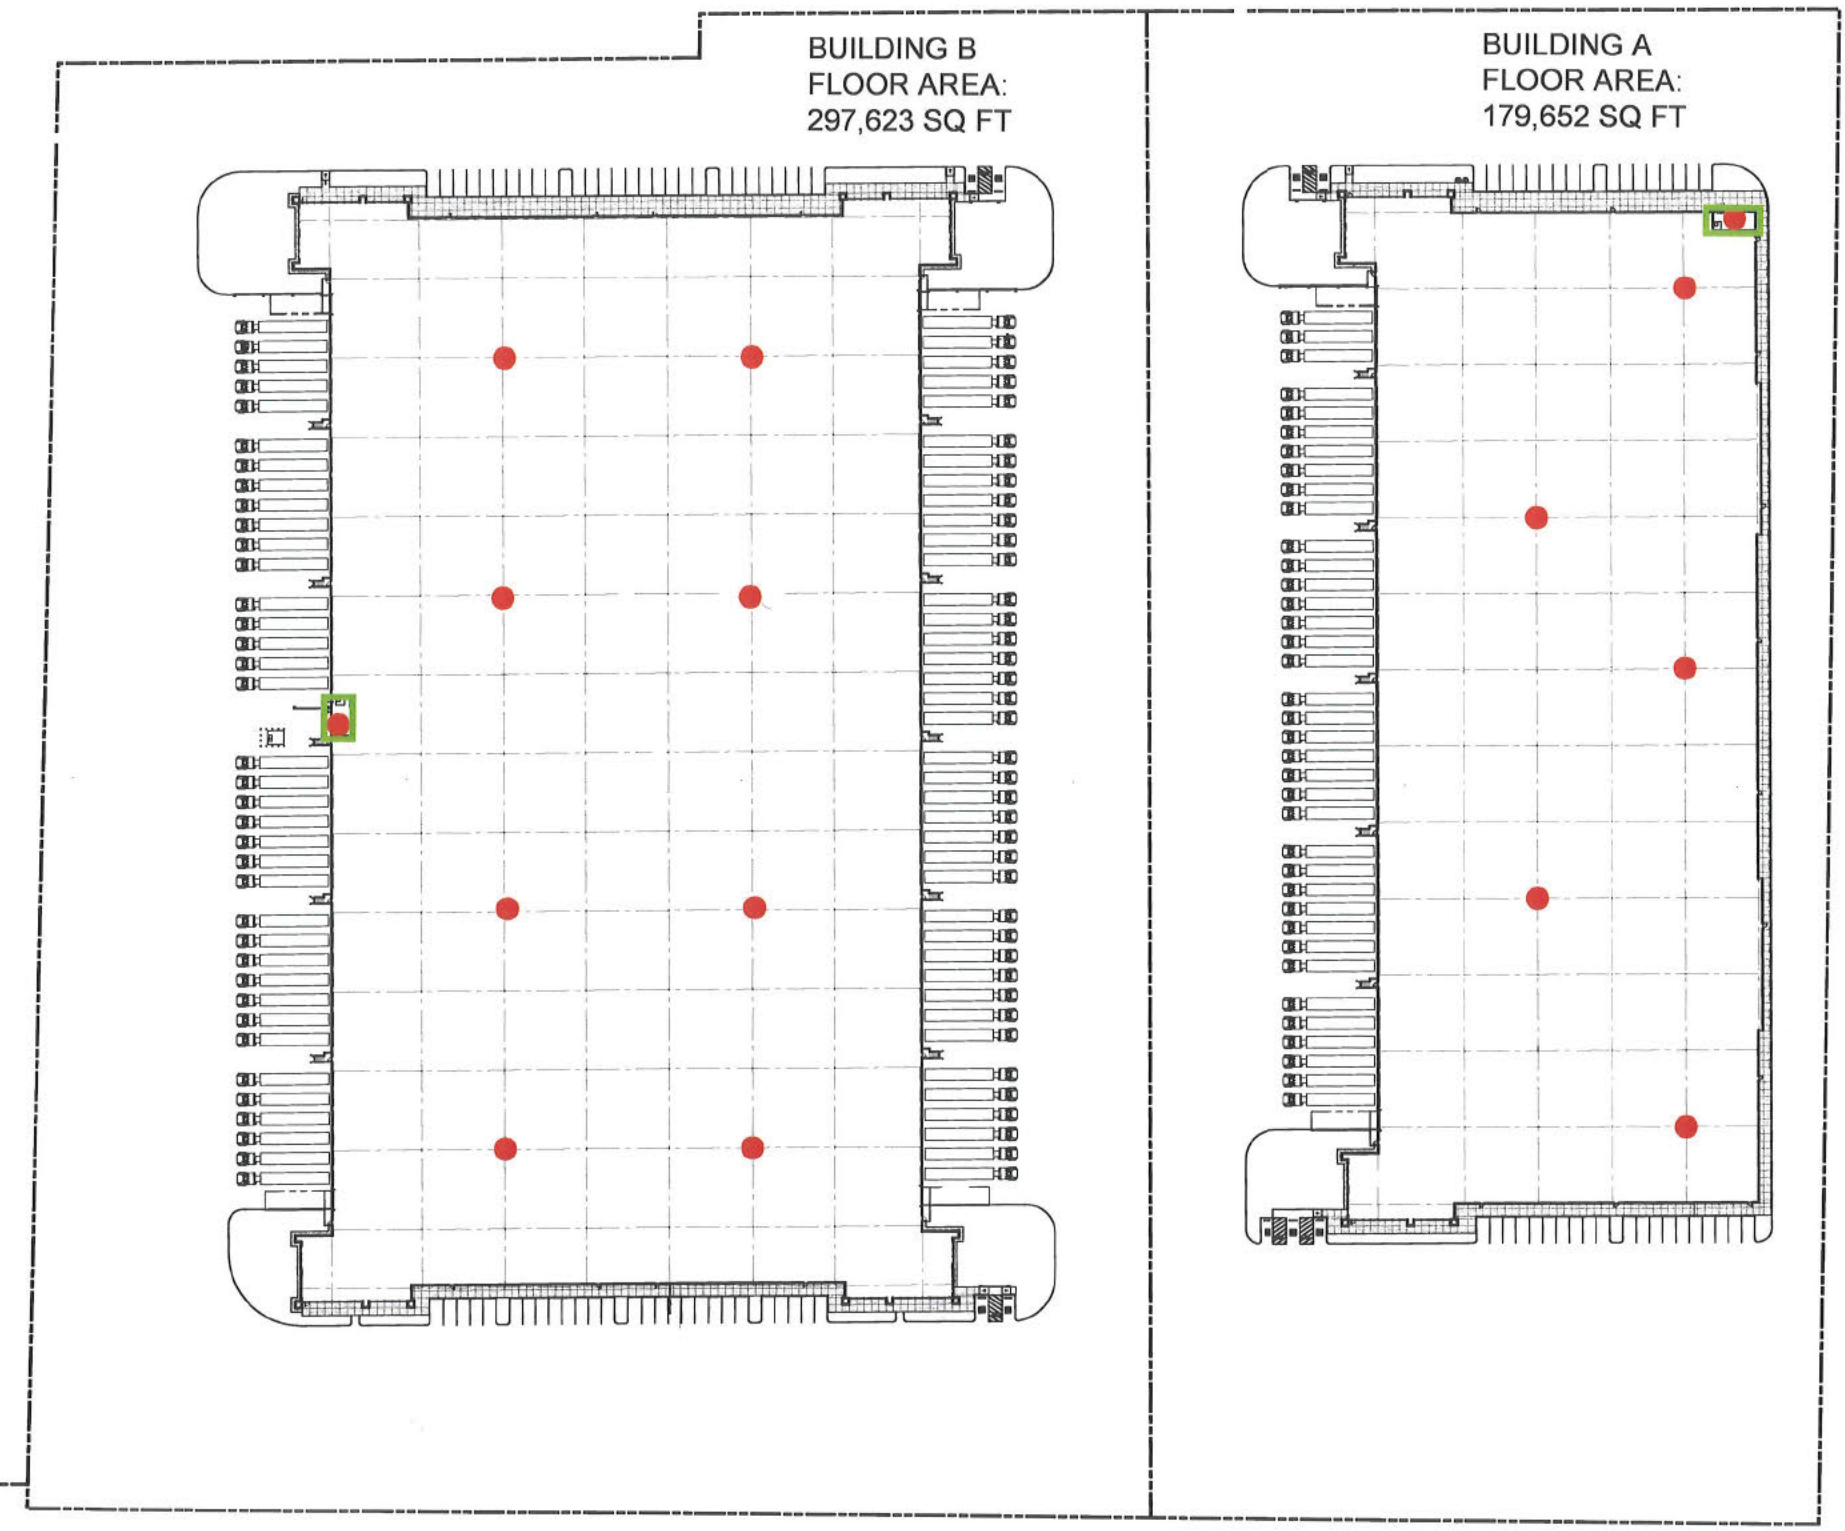 BUILDING B
FLOOR AREA:
297,623 SQ FT
BUILDING A
FLOOR AREA:
179,652 SQ FT